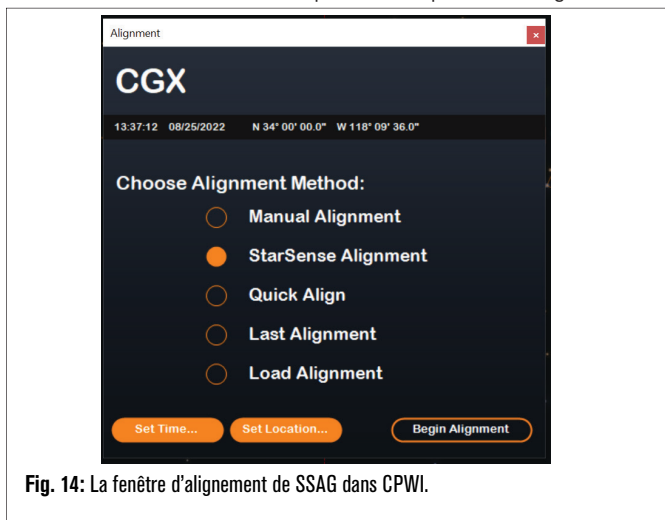 Alignment
×
CGX
13:37:12 08/25/2022 N 34° 00' 00.0" W 118° 09' 36.0"
Choose Alignment Method:
Manual Alignment
StarSense Alignment
Quick Align
Last Alignment
Load Alignment
Set Time... Set Location... Begin Alignment
Fig. 14: La fenêtre d’alignement de SSAG dans CPWI.